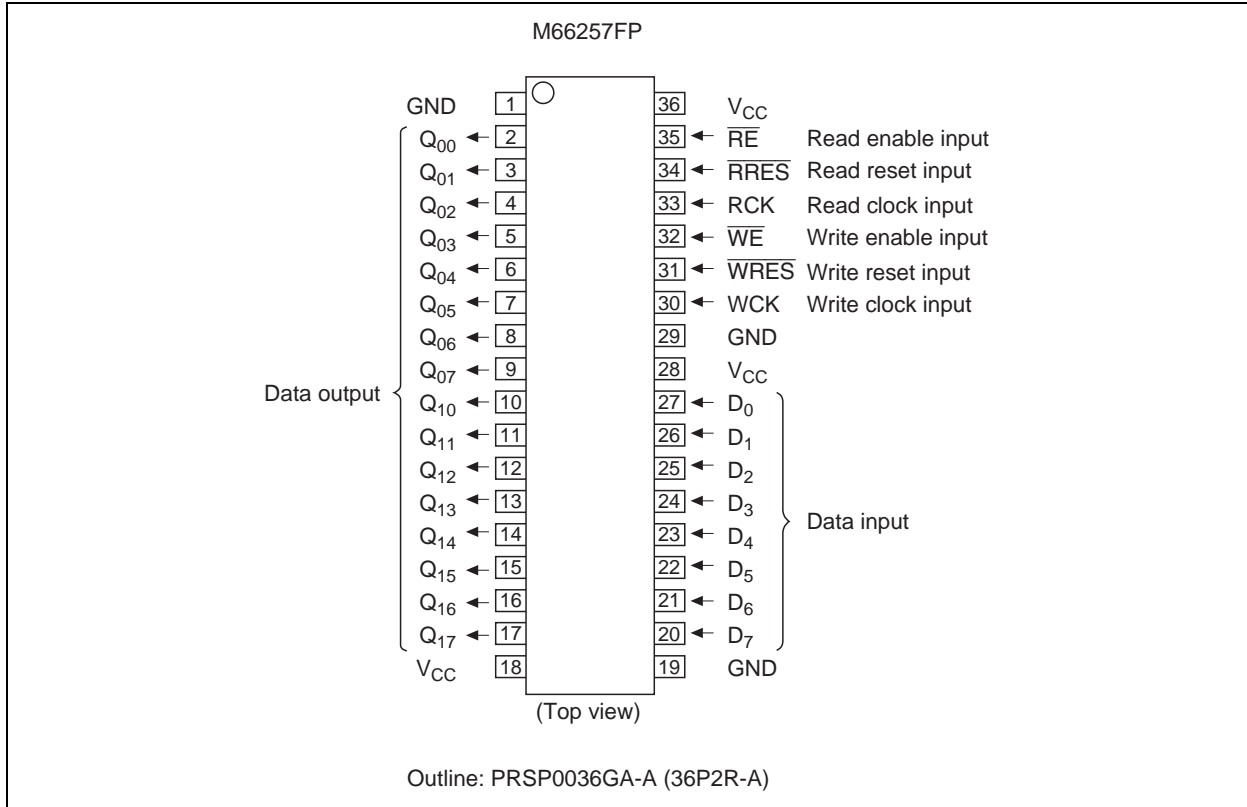 M66257FP
GND 1 36 VCC
Q00 2 35 R̅E̅ Read enable input
Q01 3 34 R̅R̅E̅S̅ Read reset input
Q02 4 33 RCK Read clock input
Q03 5 32 W̅E̅ Write enable input
Q04 6 31 W̅R̅E̅S̅ Write reset input
Q05 7 30 WCK Write clock input
Q06 8 29 GND
Q07 9 28 VCC
Data output
Q10 10 27 D0
Q11 11 26 D1
Q12 12 25 D2
Q13 13 24 D3
Data input
Q14 14 23 D4
Q15 15 22 D5
Q16 16 21 D6
Q17 17 20 D7
VCC 18 19 GND
(Top view)
Outline: PRSP0036GA-A (36P2R-A)